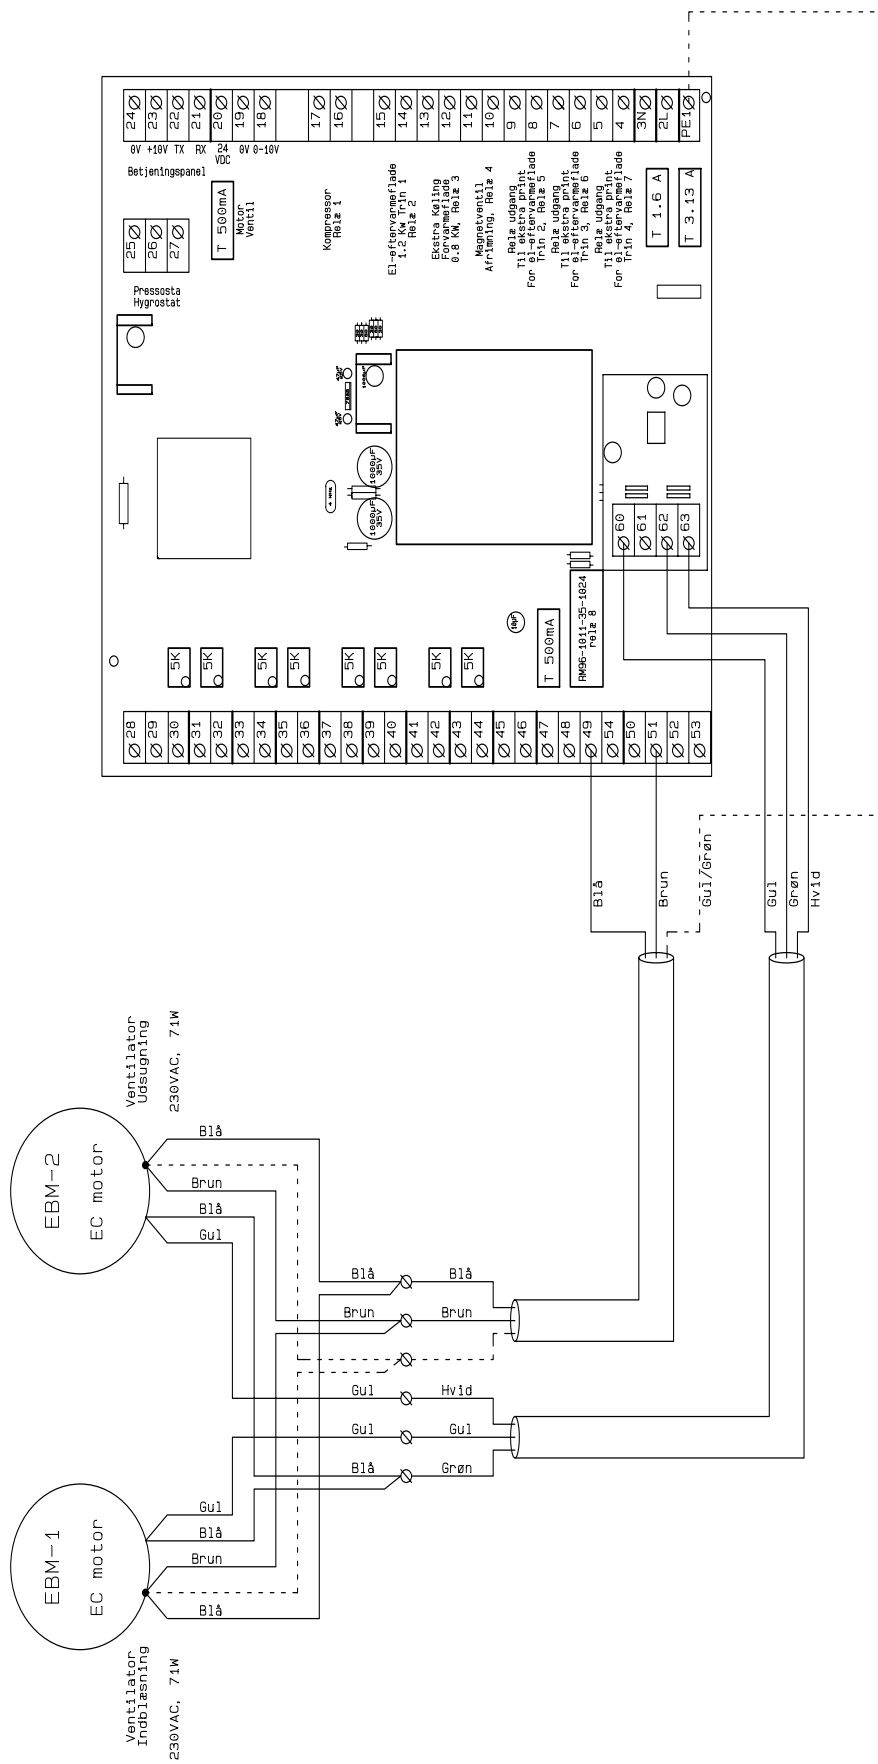 24
23
22
21
20
19
18
17
16
15
14
13
12
11
10
9
8
7
6
5
4
3N
2L
PE1
0V
+10V
TX
RX
24
VDC
0V
0-10V
Betjeningspanel
T 500mA
Motor
Ventil
Kompressor
Relæ 1
El-eftervarmeflade
1.2 Kw Trin 1
Relæ 2
Ekstra Køling
Forvarmeflade
0.8 KW, Relæ 3
Magnetventil
Afrimning, Relæ 4
Relæ udgang
Til ekstra print
For el-eftervarmeflade
Trin 2, Relæ 5
Relæ udgang
Til ekstra print
For el-eftervarmeflade
Trin 3, Relæ 6
Relæ udgang
Til ekstra print
For el-eftervarmeflade
Trin 4, Relæ 7
T 1.6 A
T 3.13 A
25
26
27
Pressosta
Hygrostat
1000µF
35V
1000µF
35V
60
61
62
63
10µF
T 500mA
RM96-1011-35-1024
relæ 8
5K
5K
5K
5K
5K
5K
5K
5K
28
29
30
31
32
33
34
35
36
37
38
39
40
41
42
43
44
45
46
47
48
49
54
50
51
52
53
Blå
Brun
Gul/Grøn
Gul
Grøn
Hvid
Ventilator
Udsugning
230VAC, 71W
EBM-2
EC motor
Blå
Brun
Blå
Gul
Blå
Blå
Brun
Brun
Gul
Hvid
Gul
Gul
Blå
Grøn
EBM-1
EC motor
Gul
Blå
Brun
Blå
Ventilator
Indblæsning
230VAC, 71W